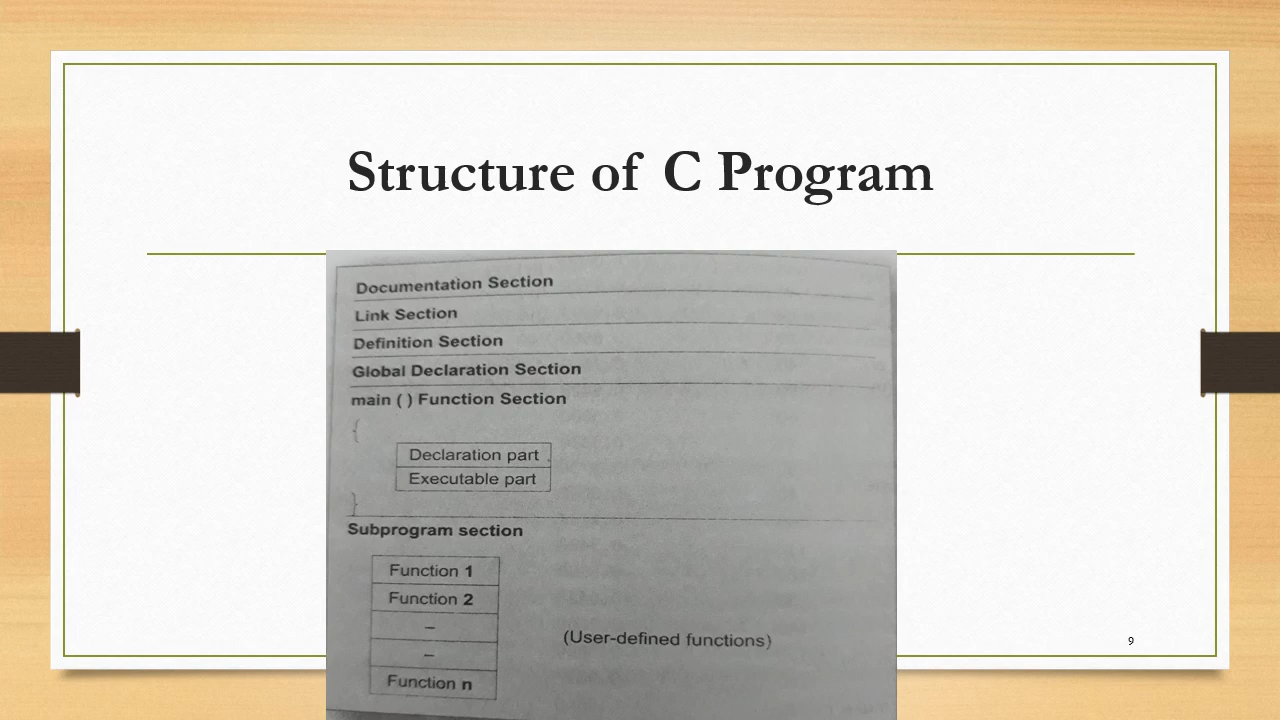 Structure of C Program
Documentation Section
Link Section
Definition Section
Global Declaration Section
main ( ) Function Section
{
Declaration part
Executable part
}
Subprogram section
Function 1
Function 2
–
–
(User-defined functions)
Function n
9